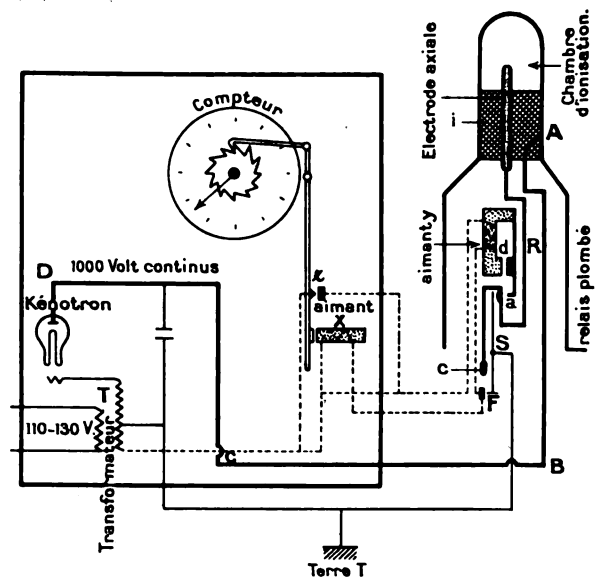 Compteur
Electrode axiale
Chambre
d'ionisation.
i
A
D
1000 Volt continus
Kénotron
aimant
x
aimanty
d
R
a
relais plombé
S
c
F
T
110-130 V.
Transformateur
C
B
Terre T